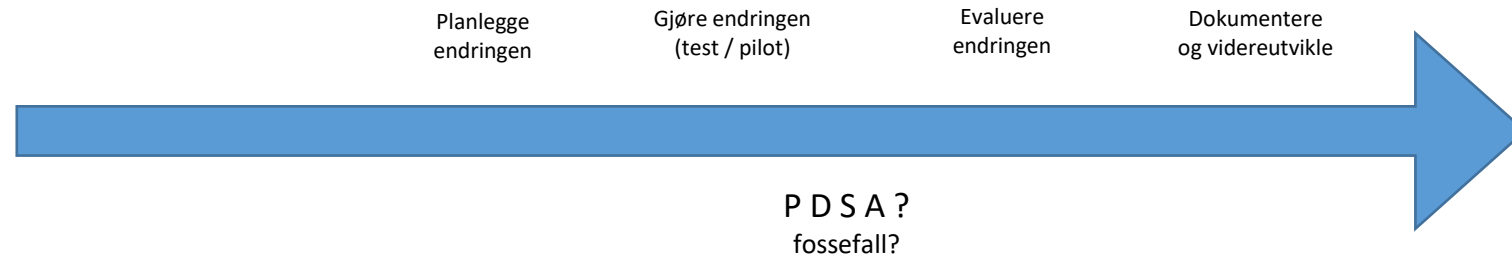 Planlegge
endringen
Gjøre endringen
(test / pilot)
Evaluere
endringen
Dokumentere
og videreutvikle
P D S A ?
fossefall?